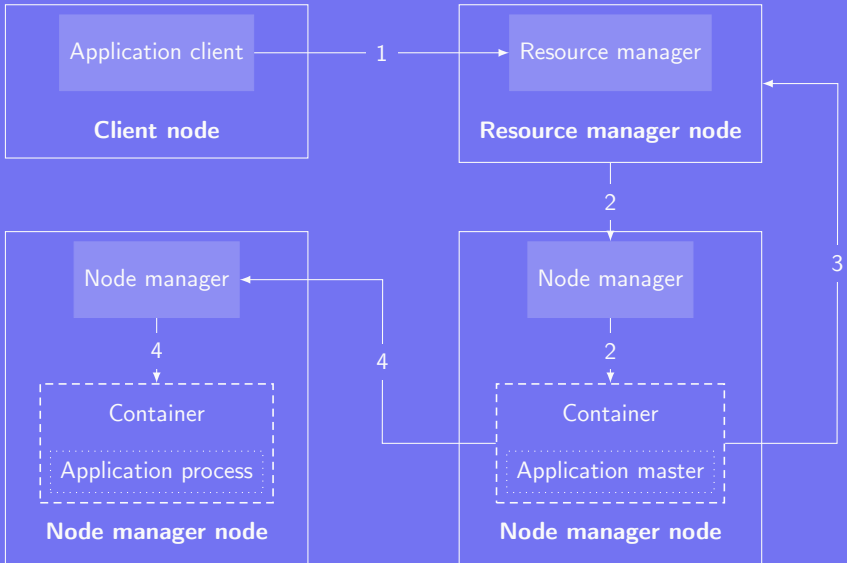 Application client
1
Resource manager
Client node
Resource manager node
2
3
Node manager
Node manager
4
4
2
Container
Container
Application process
Application master
Node manager node
Node manager node